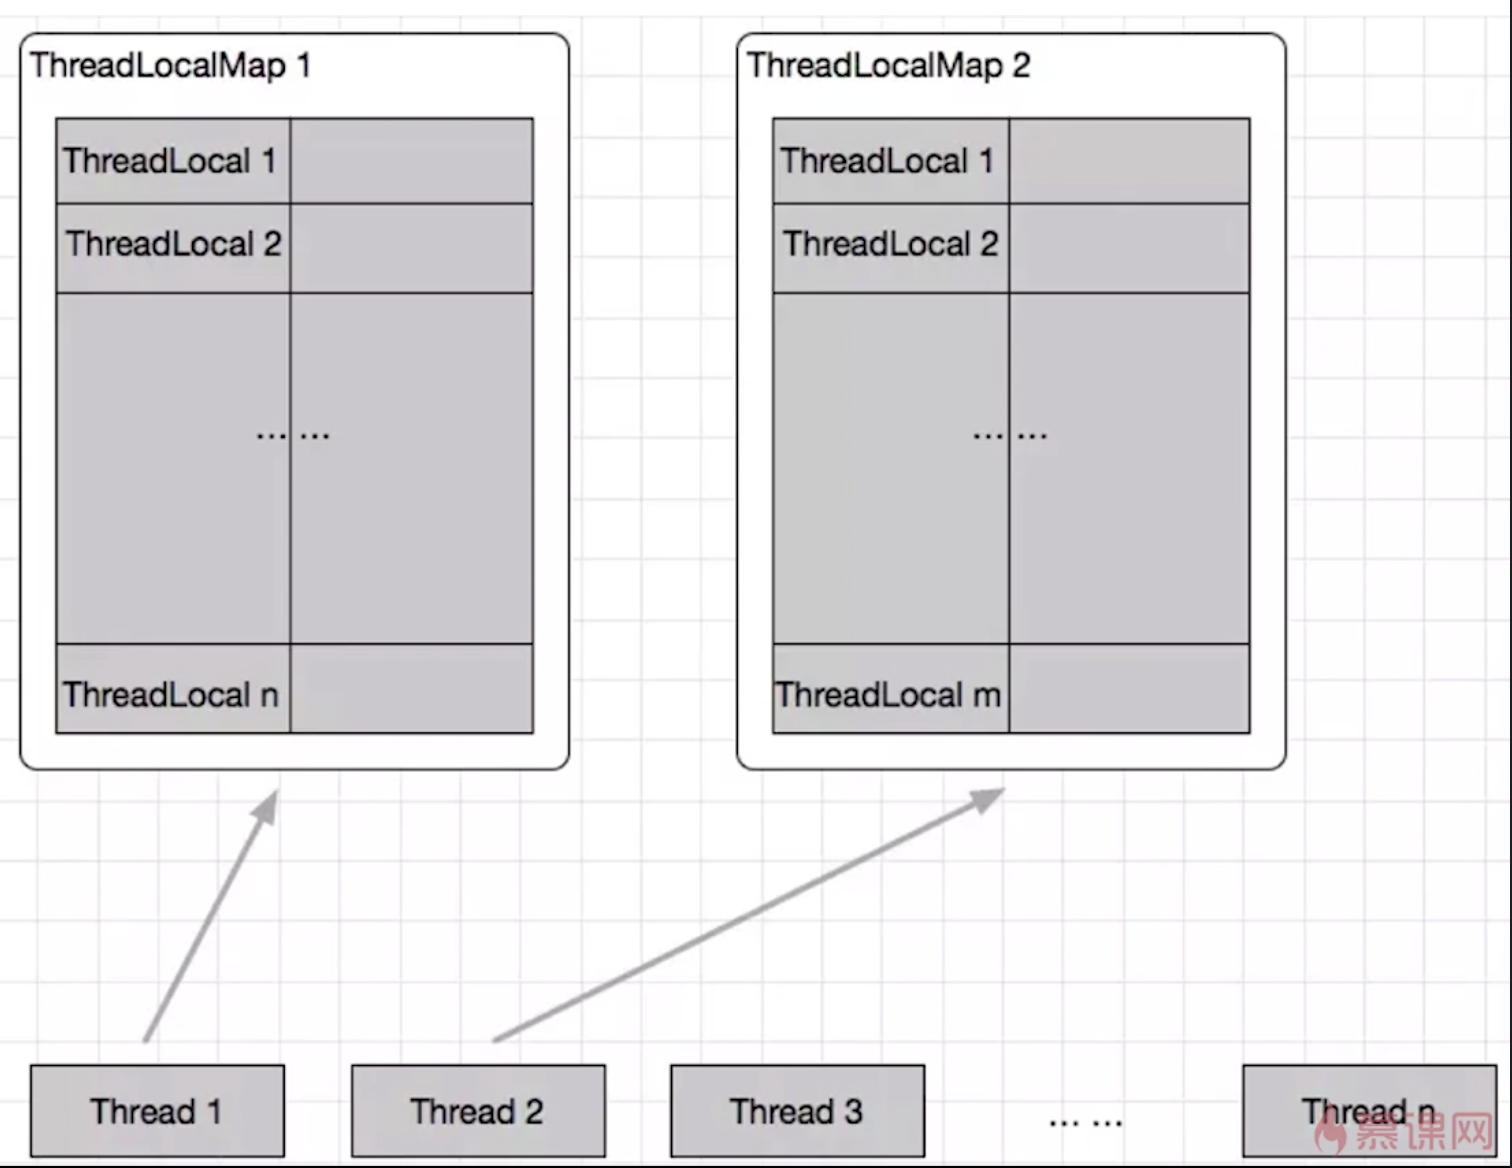 ThreadLocalMap 1
ThreadLocal 1
ThreadLocal 2
... ...
ThreadLocal n
ThreadLocalMap 2
ThreadLocal 1
ThreadLocal 2
... ...
ThreadLocal m
Thread 1
Thread 2
Thread 3
... ...
Thread n
慕课网